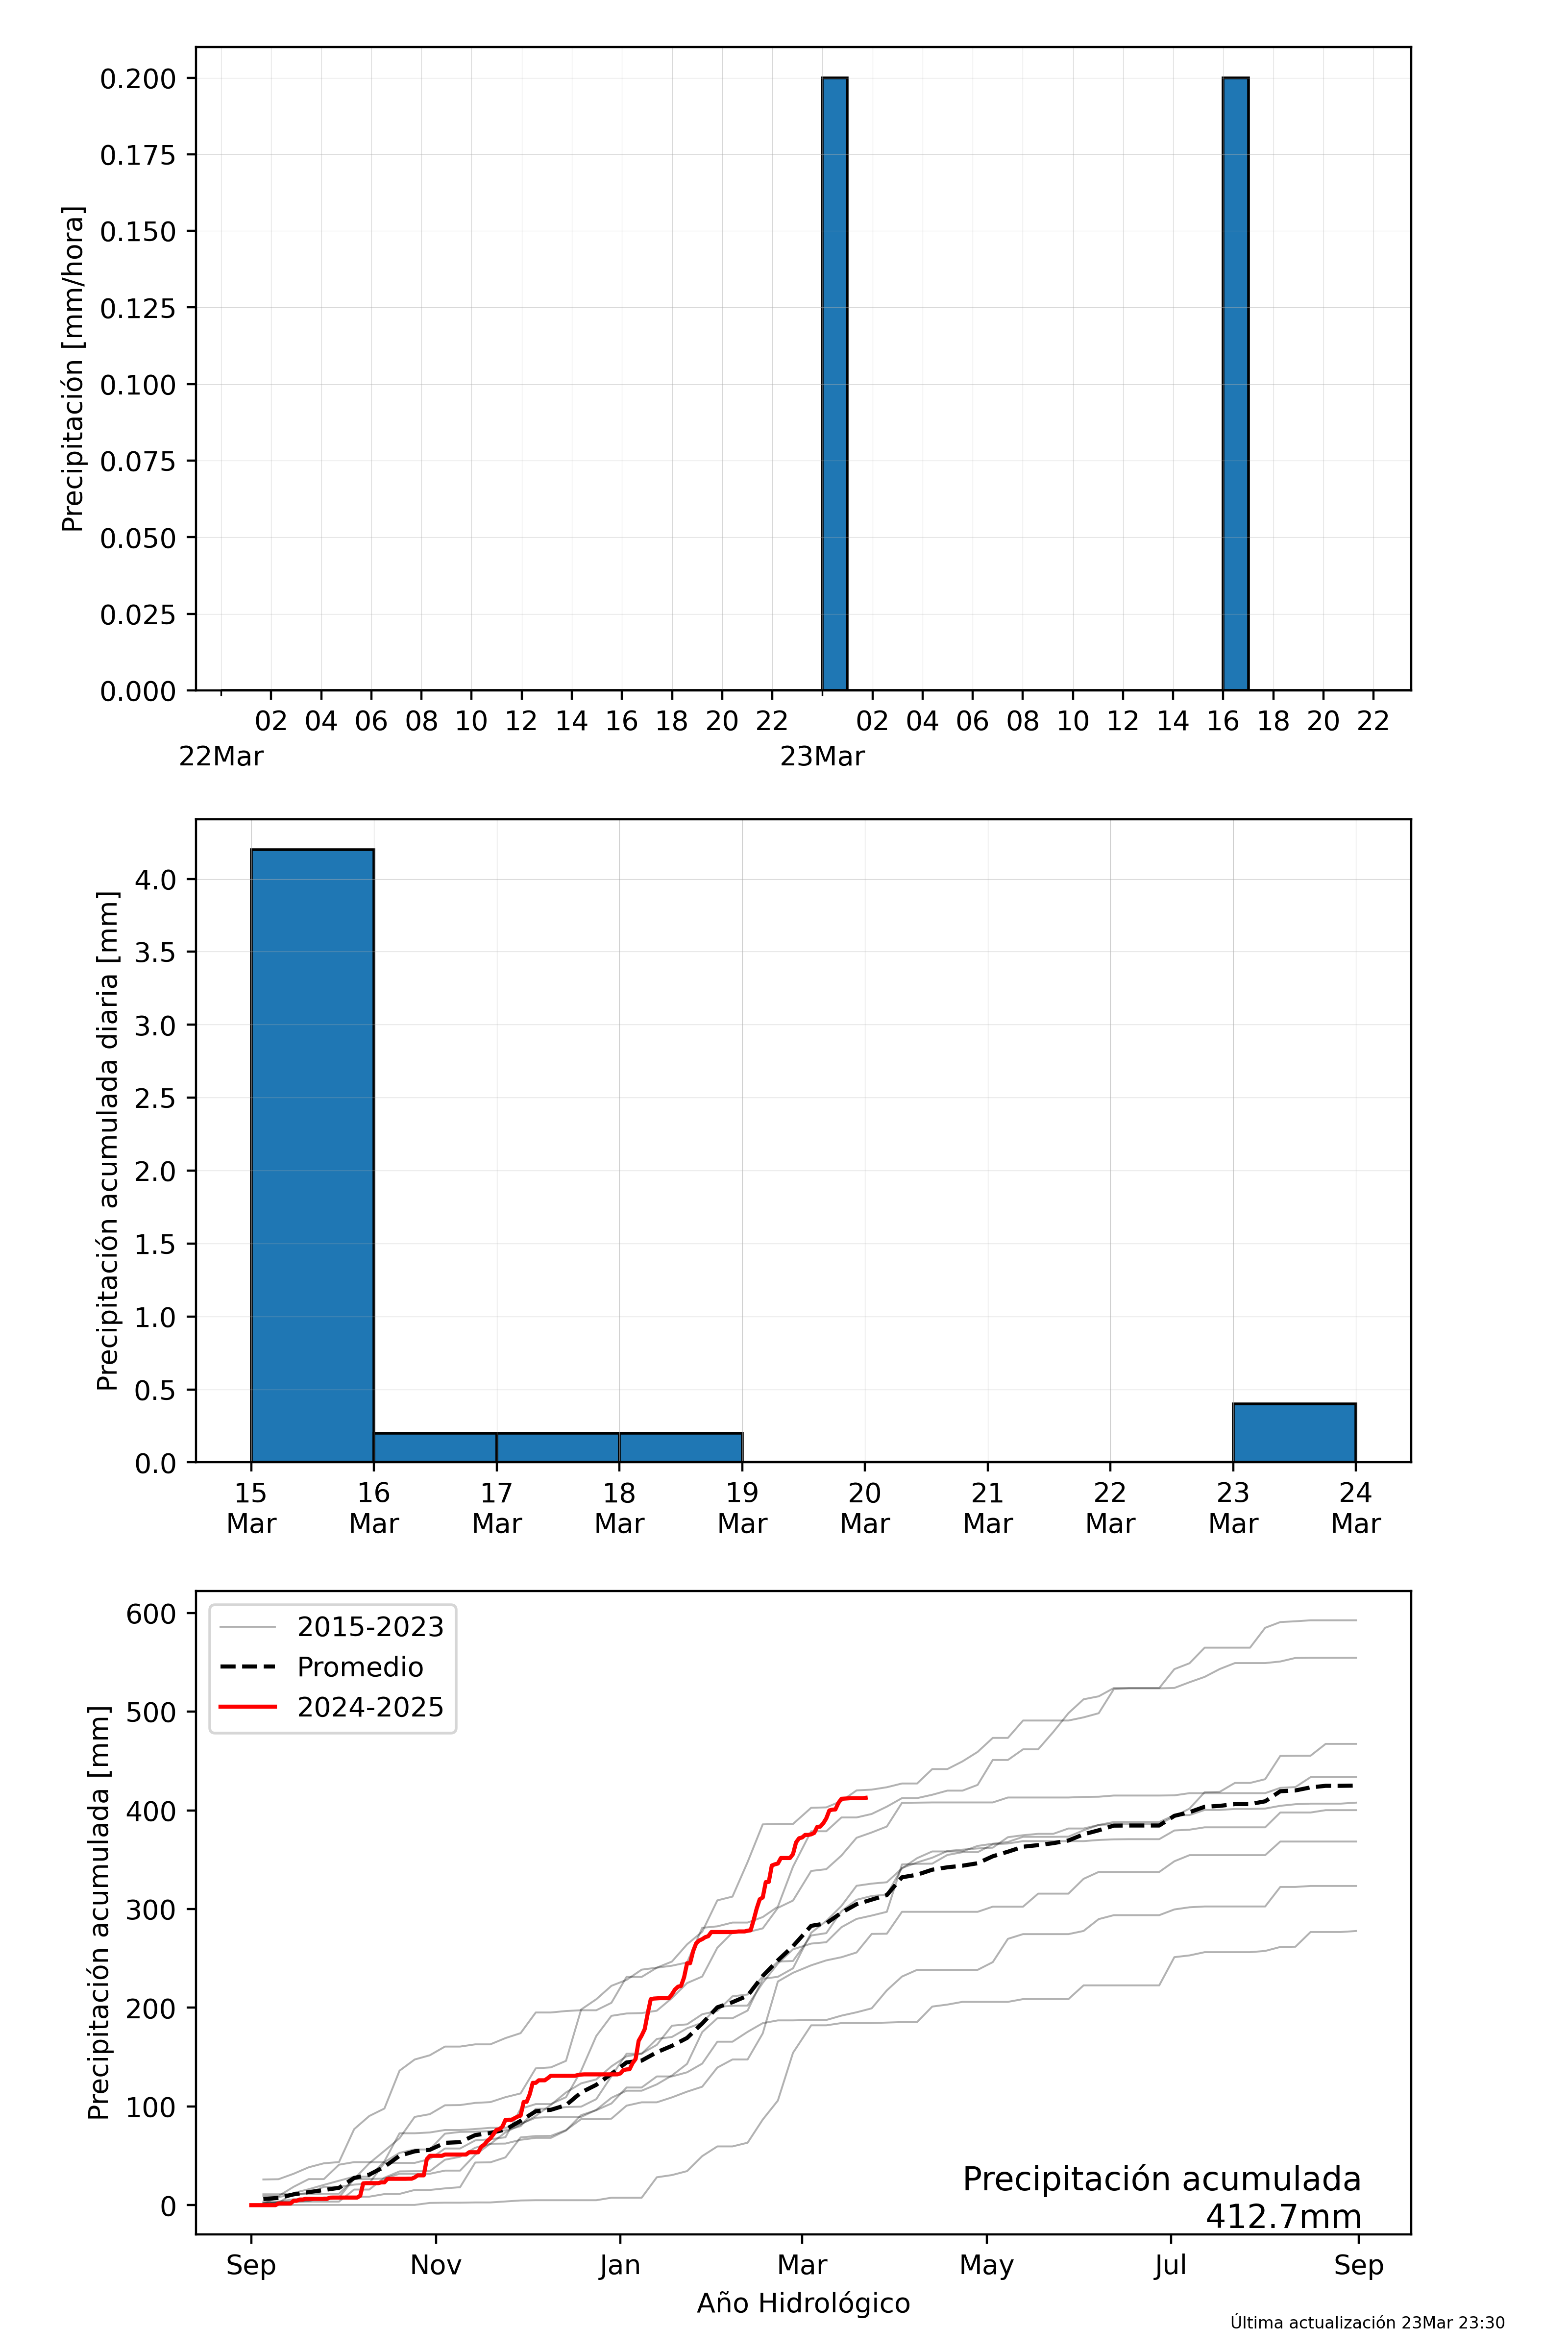 Precipitación [mm/hora]
0.200
0.175
0.150
0.125
0.100
0.075
0.050
0.025
0.000
02 04 06 08 10 12 14 16 18 20 22 02 04 06 08 10 12 14 16 18 20 22
22Mar 23Mar
Precipitación acumulada diaria [mm]
4.0
3.5
3.0
2.5
2.0
1.5
1.0
0.5
0.0
15 16 17 18 19 20 21 22 23 24
Mar Mar Mar Mar Mar Mar Mar Mar Mar Mar
Precipitación acumulada [mm]
600
500
400
300
200
100
0
2015-2023
Promedio
2024-2025
Precipitación acumulada
412.7mm
Sep Nov Jan Mar May Jul Sep
Año Hidrológico
Última actualización 23Mar 23:30